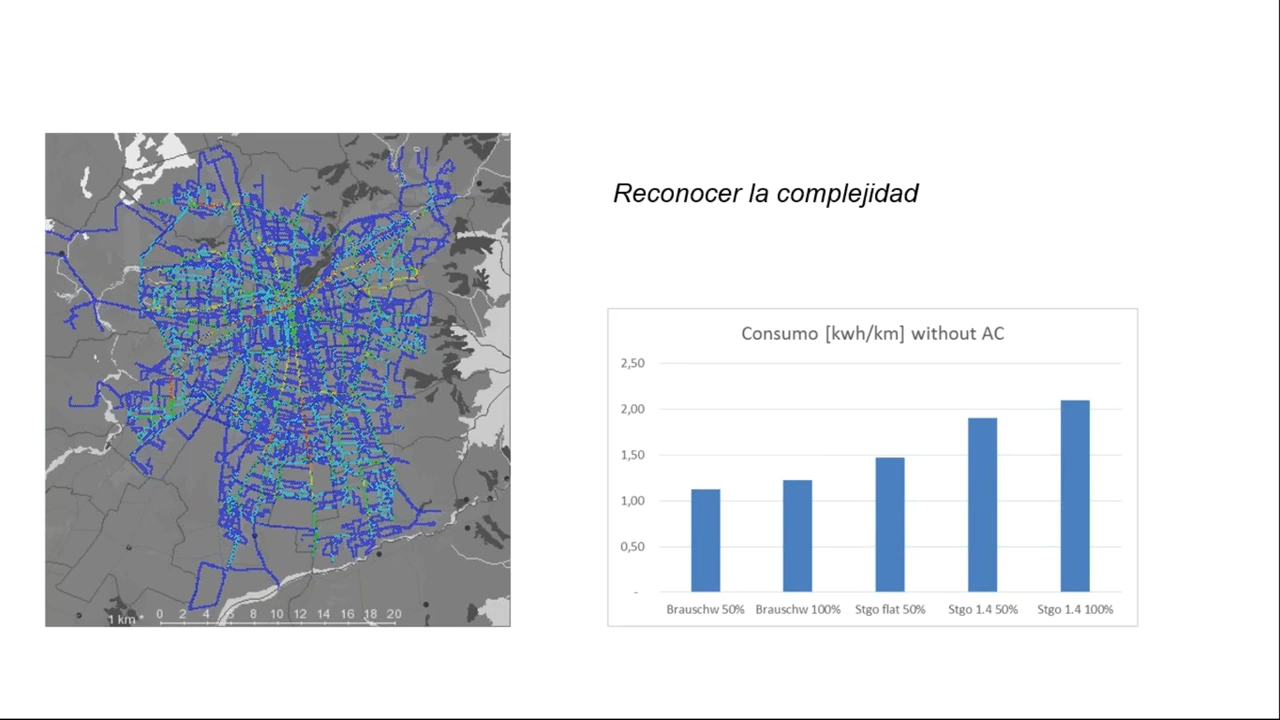 Reconocer la complejidad
Consumo [kwh/km] without AC
2,50
2,00
1,50
1,00
0,50
-
Brauschw 50% Brauschw 100% Stgo flat 50% Stgo 1.4 50% Stgo 1.4 100%
1 km * 0 2 4 6 8 10 12 14 16 18 20